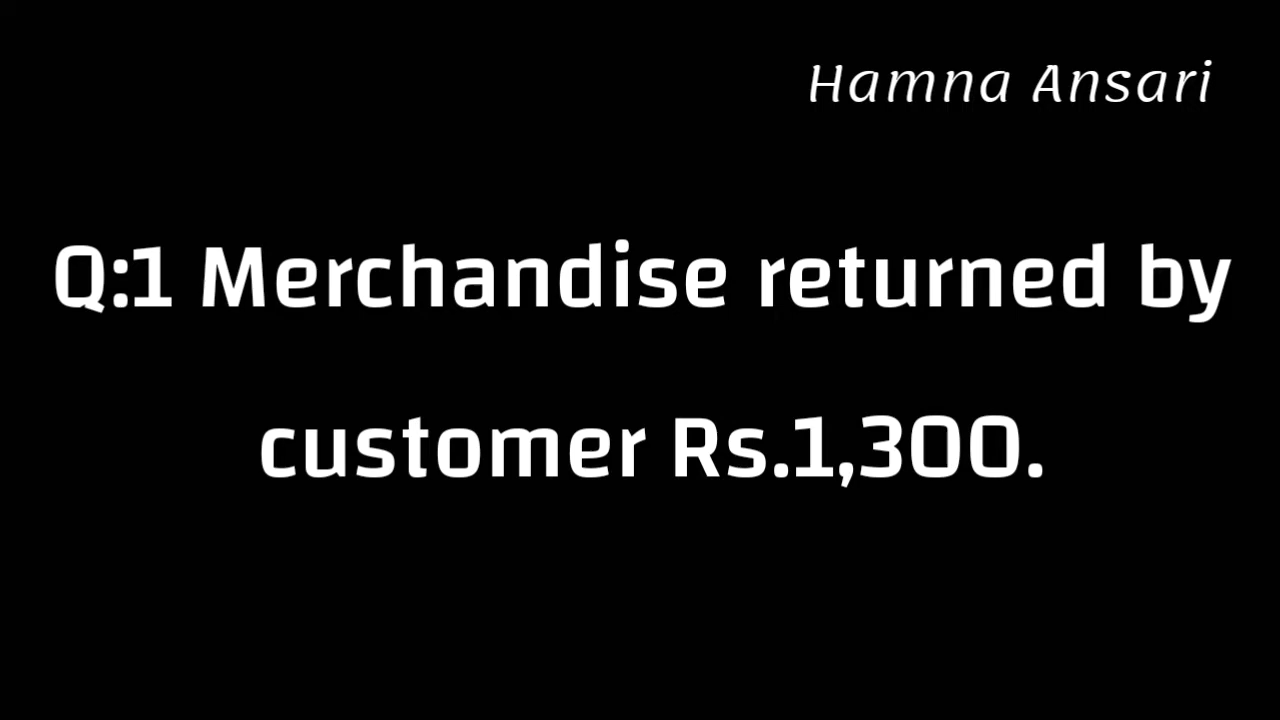 Hamna Ansari
Q:1 Merchandise returned by
customer Rs.1,300.